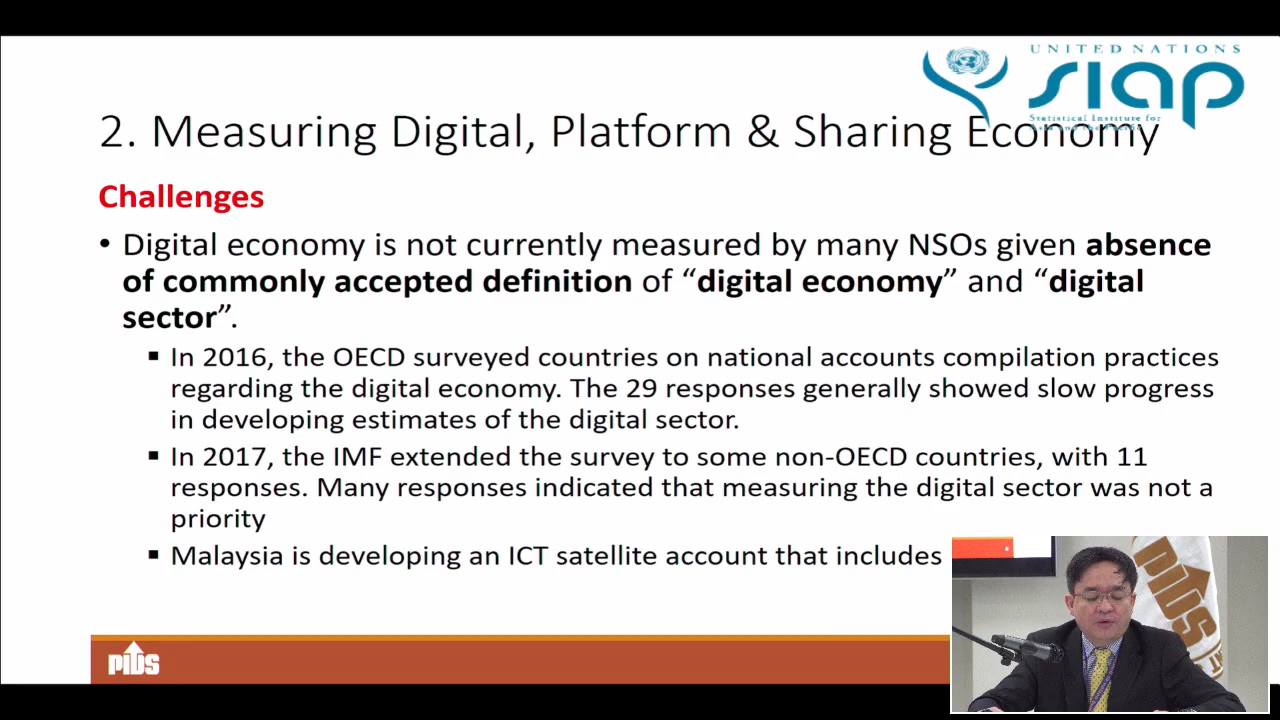 UNITED NATIONS
SIAP
Statistical Institute for
Asia and the Pacific
2. Measuring Digital, Platform & Sharing Economy
Challenges
• Digital economy is not currently measured by many NSOs given absence
of commonly accepted definition of “digital economy” and “digital
sector”.
▪ In 2016, the OECD surveyed countries on national accounts compilation practices
regarding the digital economy. The 29 responses generally showed slow progress
in developing estimates of the digital sector.
▪ In 2017, the IMF extended the survey to some non-OECD countries, with 11
responses. Many responses indicated that measuring the digital sector was not a
priority
▪ Malaysia is developing an ICT satellite account that includes
PIDS
PIDS